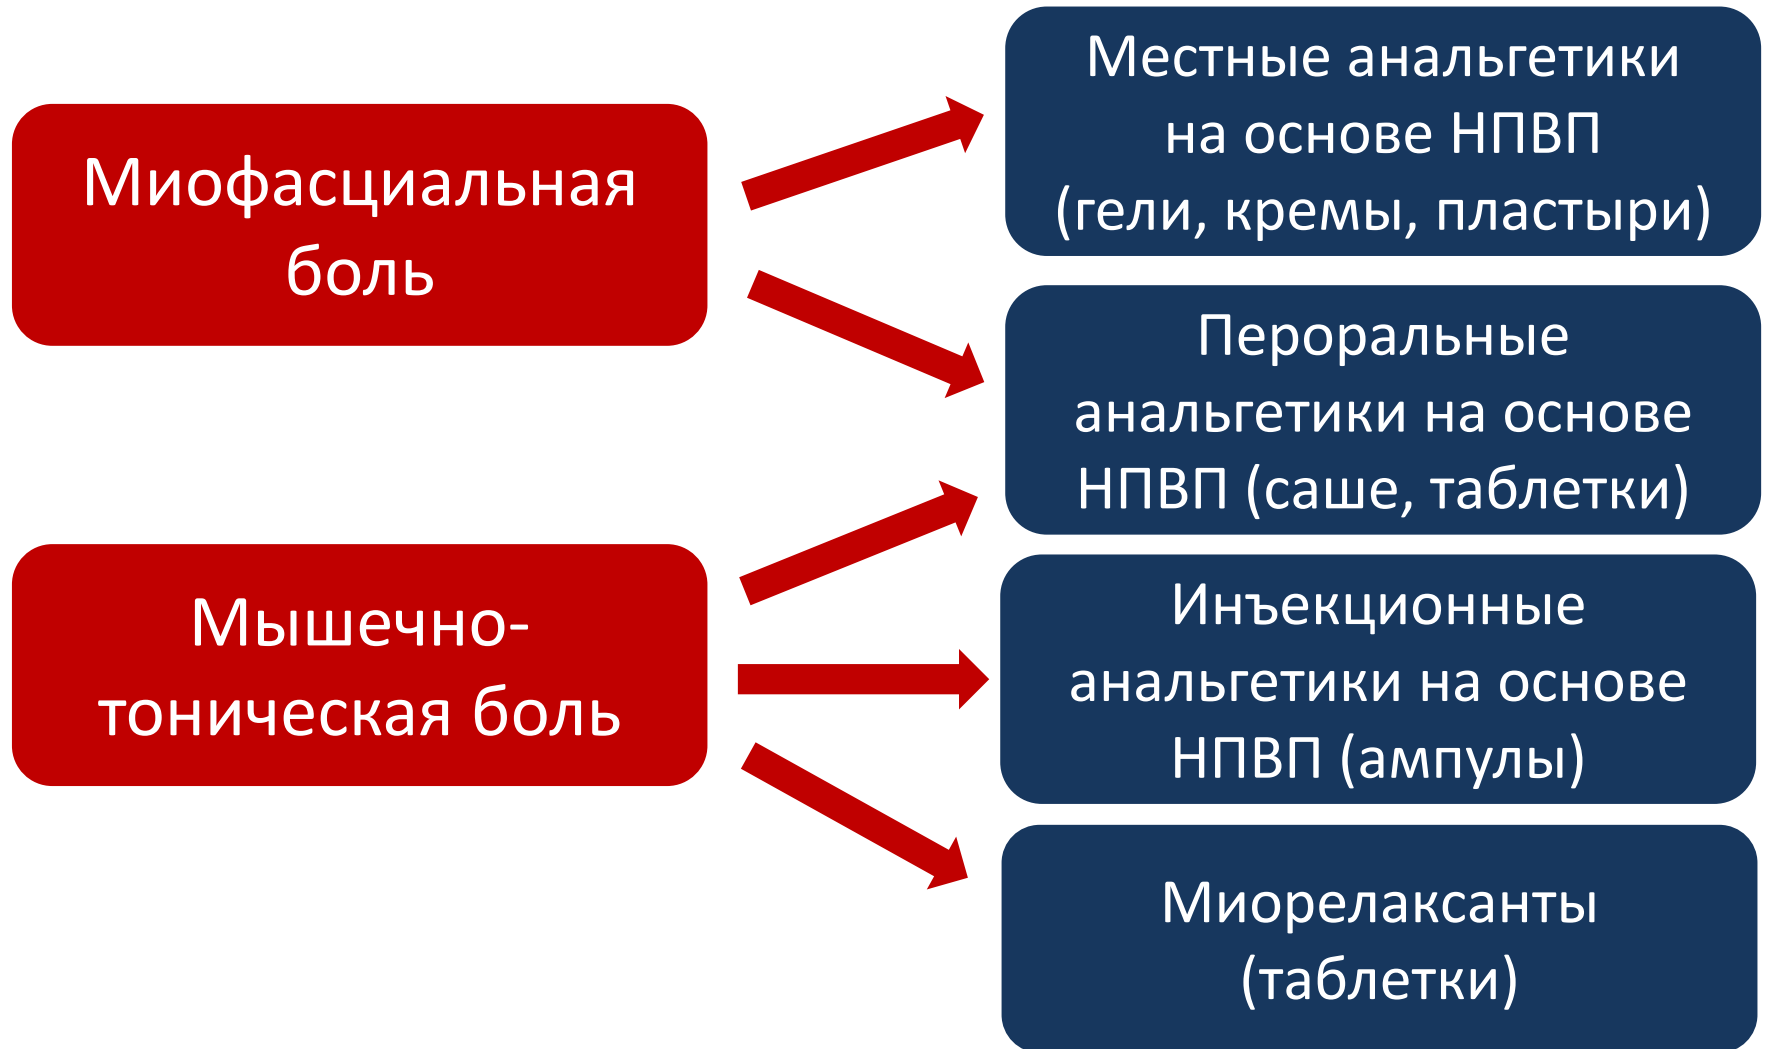 Миофасциальная
боль
Мышечно-
тоническая боль
Местные анальгетики
на основе НПВП
(гели, кремы, пластыри)
Пероральные
анальгетики на основе
НПВП (саше, таблетки)
Инъекционные
анальгетики на основе
НПВП (ампулы)
Миорелаксанты
(таблетки)